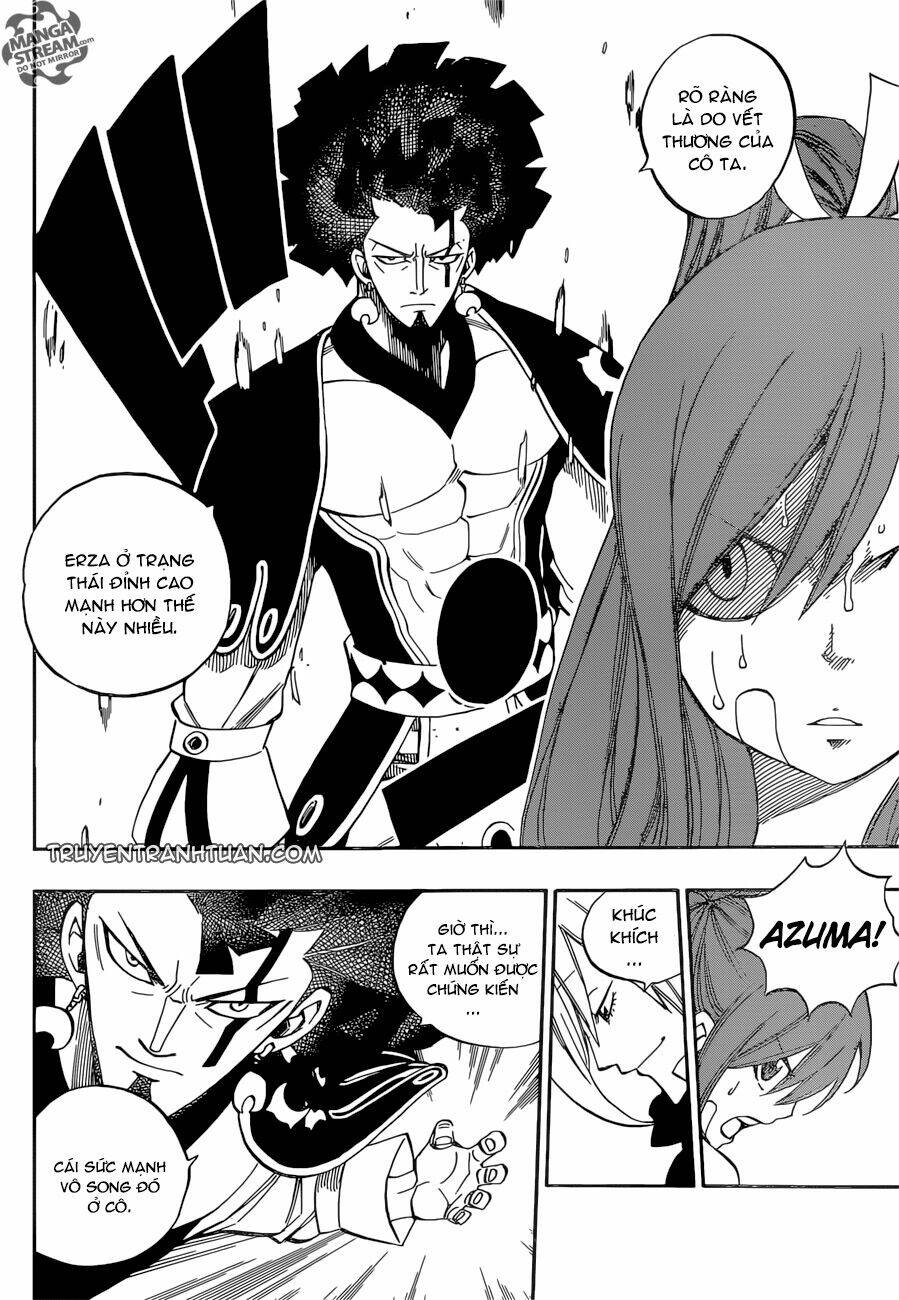 MANGA
STREAM.com
DO NOT MIRROR
RÕ RÀNG
LÀ DO VẾT
THƯƠNG CỦA
CÔ TA.
ERZA Ở TRẠNG
THÁI ĐỈNH CAO
MẠNH HƠN THẾ
NÀY NHIỀU.
TRUYENTRANHTUAN.COM
AZUMA!
KHÚC
KHÍCH
...
GIỜ THÌ...
TA THẬT SỰ
RẤT MUỐN ĐƯỢC
CHỨNG KIẾN
...
CÁI SỨC MẠNH
VÔ SONG ĐÓ
Ở CÔ.